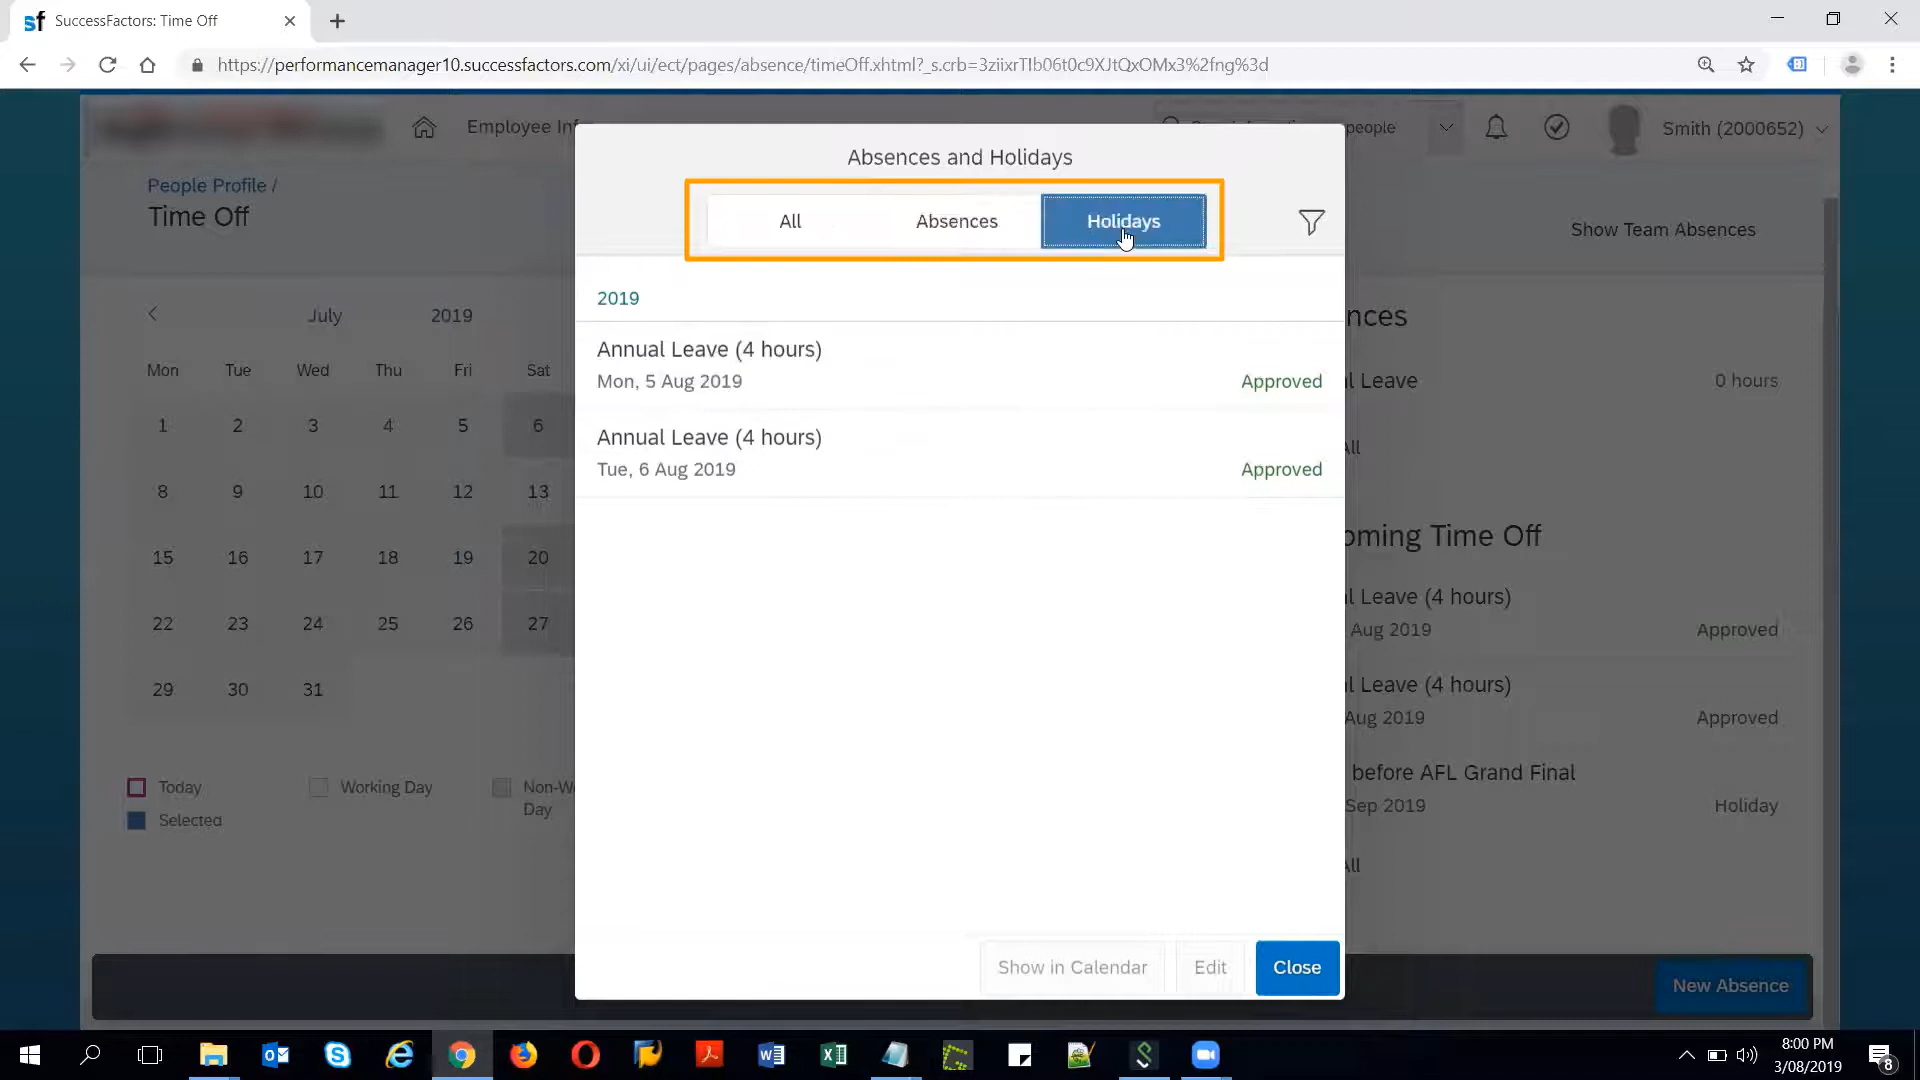 SuccessFactors: Time Off
https://performancemanager10.successfactors.com/xi/ui/ect/pages/absence/timeOff.xhtml?_s.crb=3ziixrTIb06t0c9XJtQxOMx3%2fng%3d
Employee Inf
people
Smith (2000652)
People Profile /
Time Off
Show Team Absences
Absences and Holidays
All Absences Holidays
July 2019
Mon Tue Wed Thu Fri Sat
1 2 3 4 5 6
8 9 10 11 12 13
15 16 17 18 19 20
22 23 24 25 26 27
29 30 31
Today Working Day Non-W
Day
Selected
2019
Annual Leave (4 hours)
Mon, 5 Aug 2019 Approved
Annual Leave (4 hours)
Tue, 6 Aug 2019 Approved
Show in Calendar Edit Close
nces
l Leave 0 hours
All
oming Time Off
l Leave (4 hours)
Aug 2019 Approved
l Leave (4 hours)
Aug 2019 Approved
before AFL Grand Final
Sep 2019 Holiday
All
New Absence
8:00 PM
3/08/2019
8